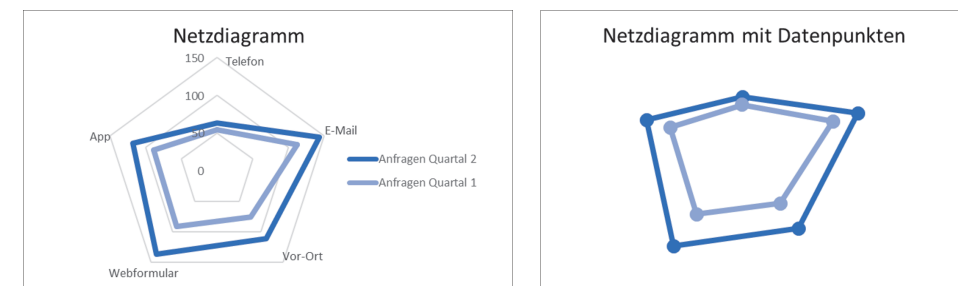 Netzdiagramm
150
Telefon
100
App
50
E-Mail
Anfragen Quartal 2
0
Anfragen Quartal 1
Vor-Ort
Webformular
Netzdiagramm mit Datenpunkten